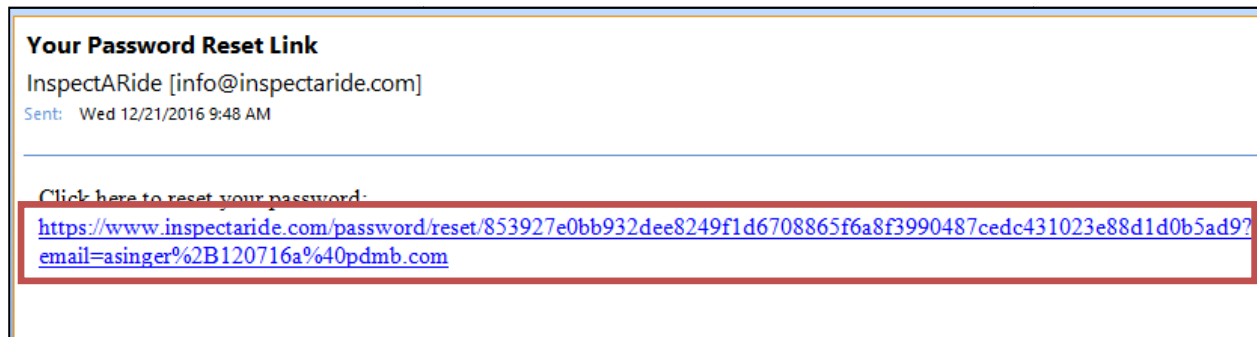 Your Password Reset Link
InspectARide [info@inspectaride.com]
Sent: Wed 12/21/2016 9:48 AM
Click here to reset your password:
https://www.inspectaride.com/password/reset/853927e0bb932dee8249f1d6708865f6a8f3990487cedc431023e88d1d0b5ad9?
email=asinger%2B120716a%40pdmb.com